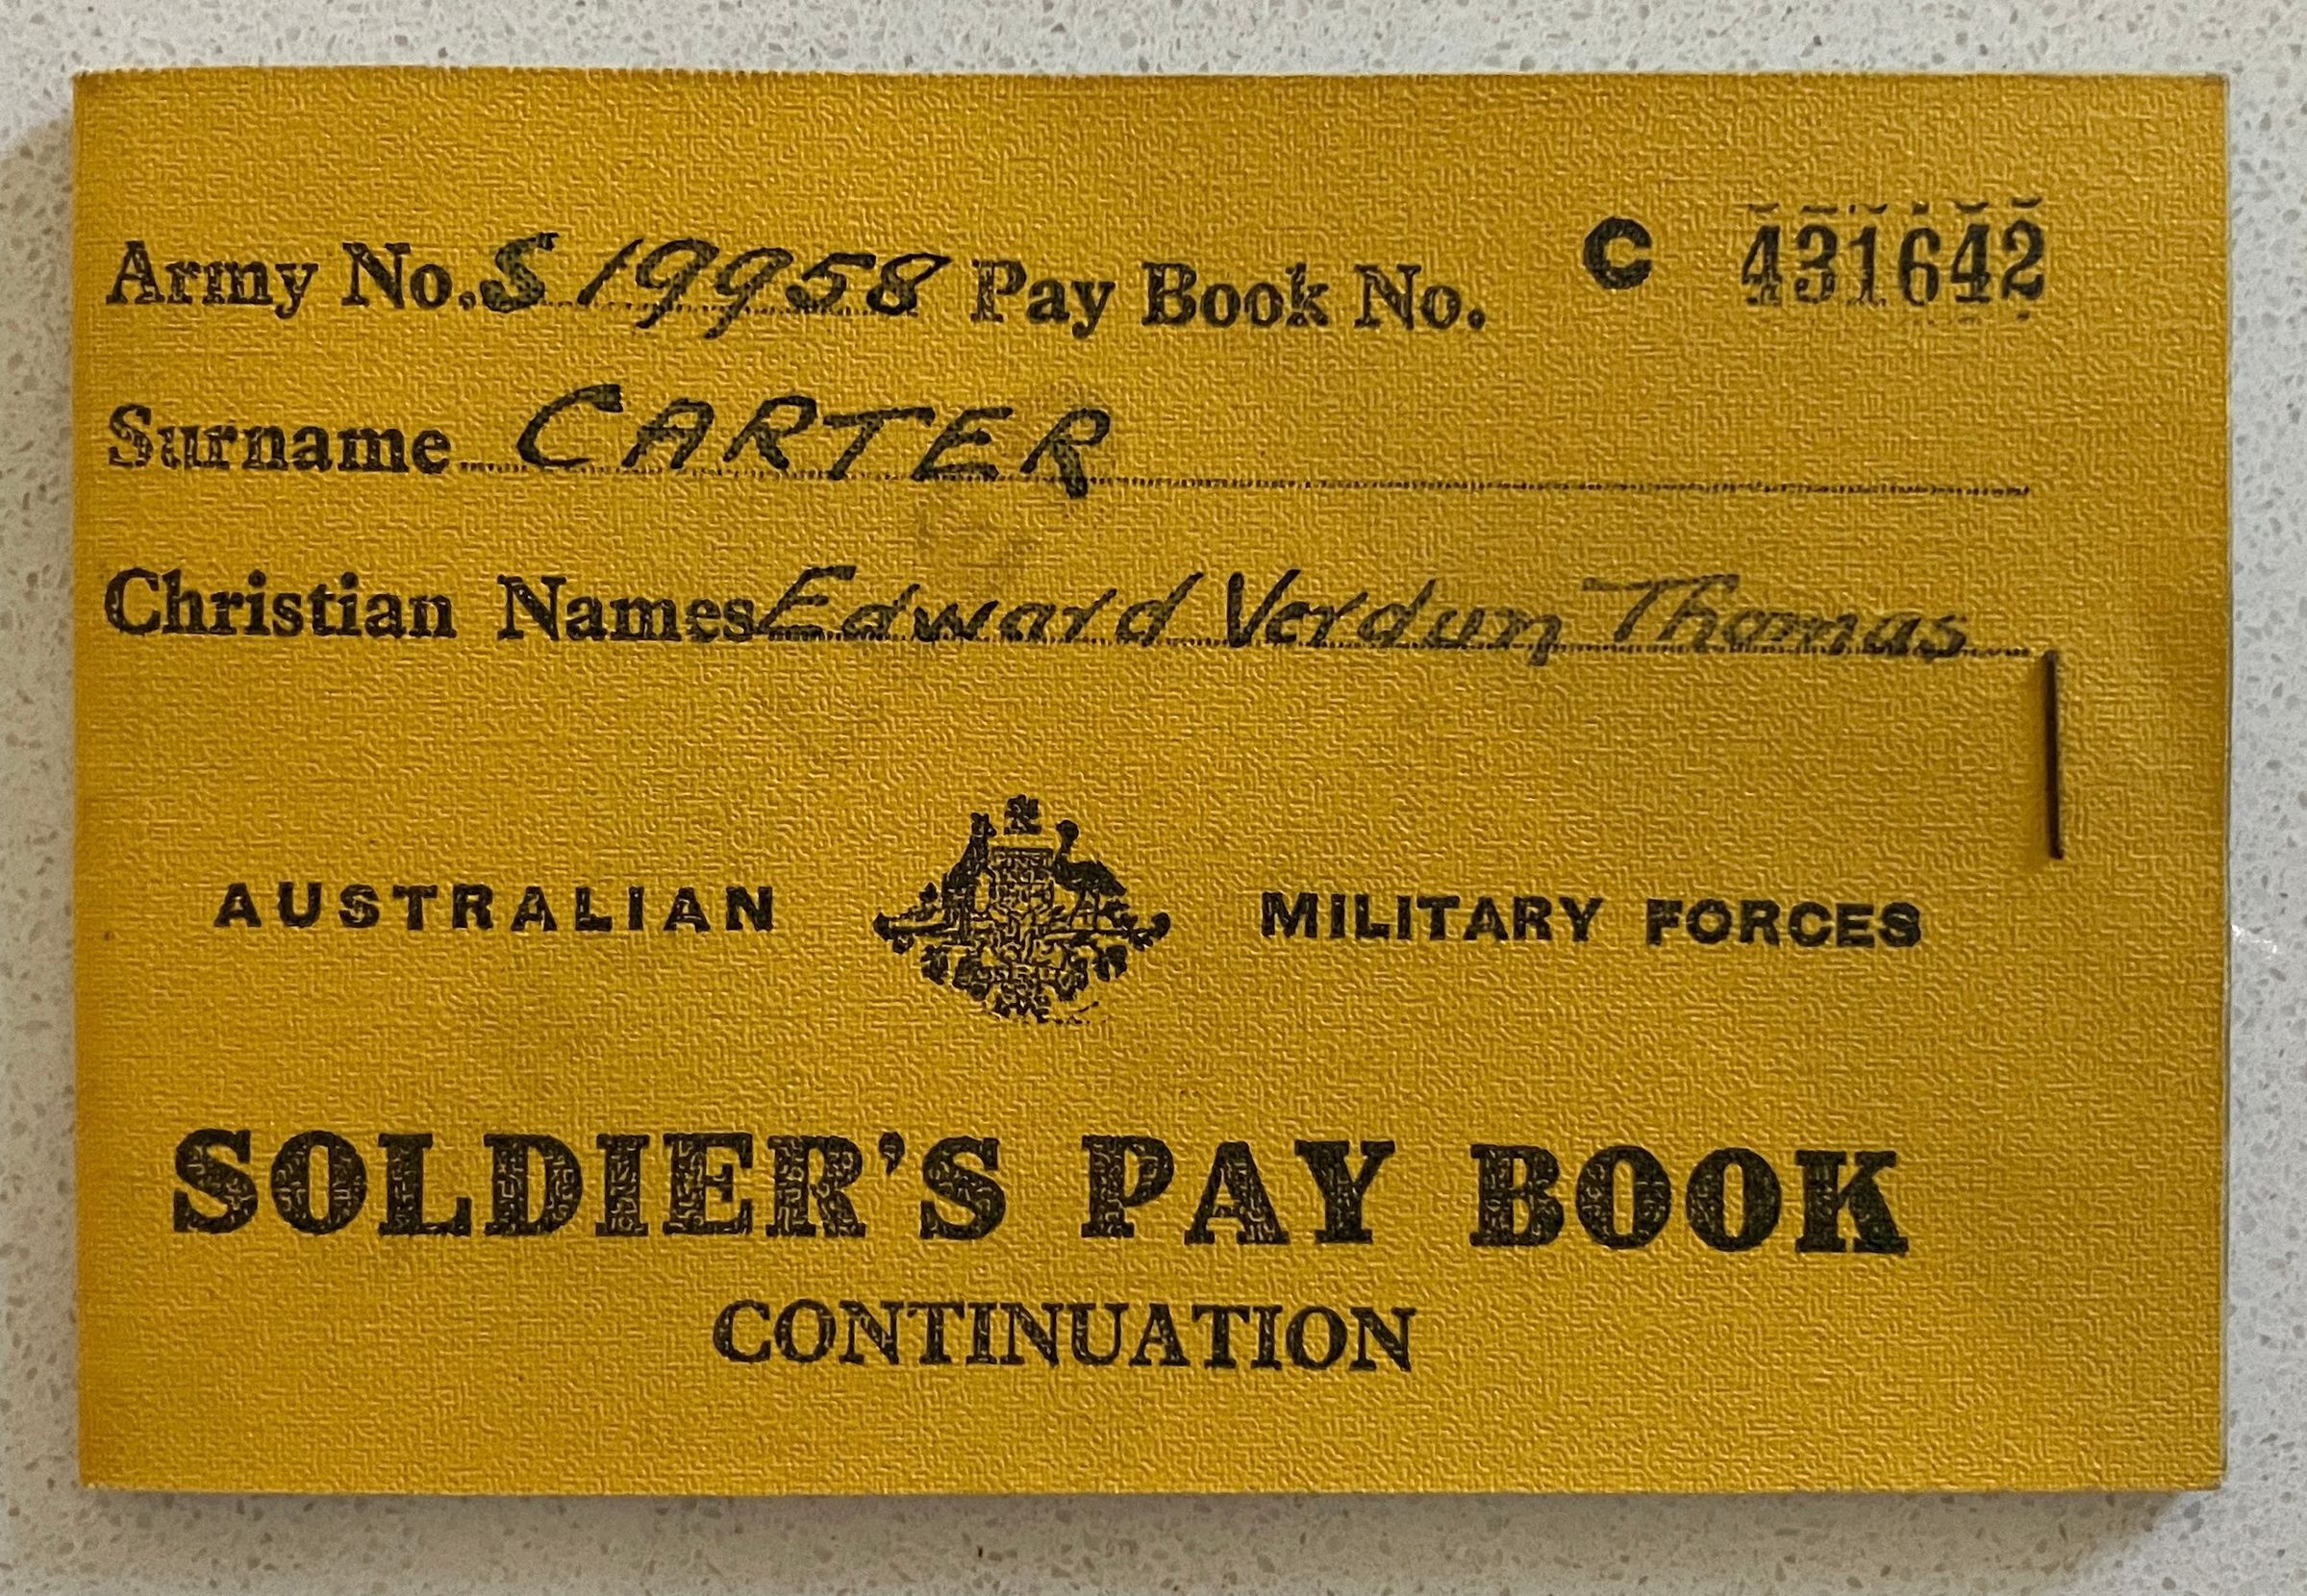 Army No. S19958 Pay Book No. C 431642
Surname CARTER
Christian Names Edward Verdun Thomas
AUSTRALIAN MILITARY FORCES
SOLDIER'S PAY BOOK
CONTINUATION